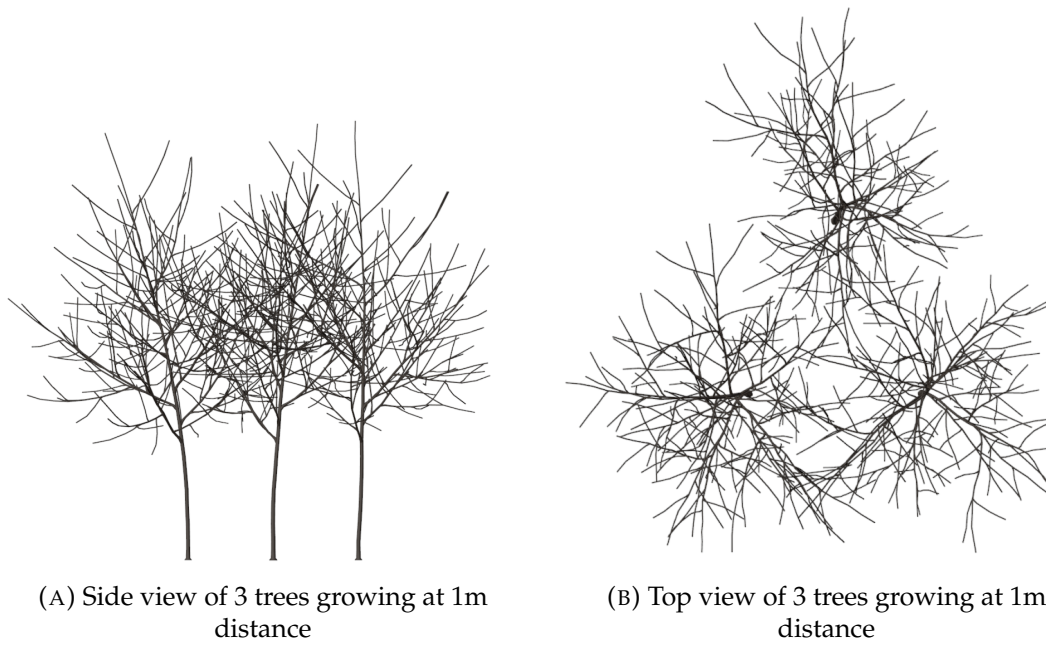 (A) Side view of 3 trees growing at 1m
distance
(B) Top view of 3 trees growing at 1m
distance